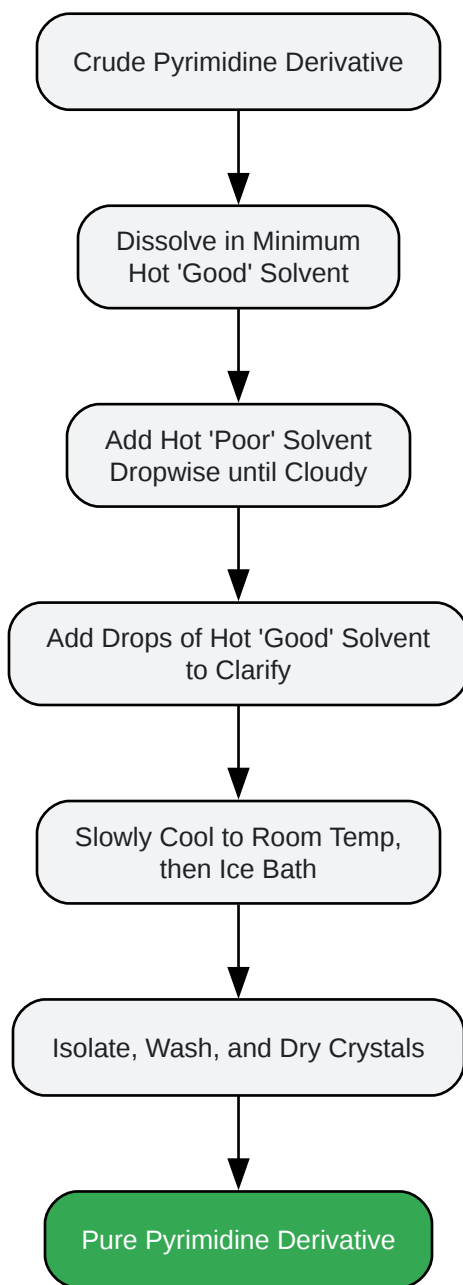 Crude Pyrimidine Derivative
Dissolve in Minimum
Hot 'Good' Solvent
Add Hot 'Poor' Solvent
Dropwise until Cloudy
Add Drops of Hot 'Good' Solvent
to Clarify
Slowly Cool to Room Temp,
then Ice Bath
Isolate, Wash, and Dry Crystals
Pure Pyrimidine Derivative